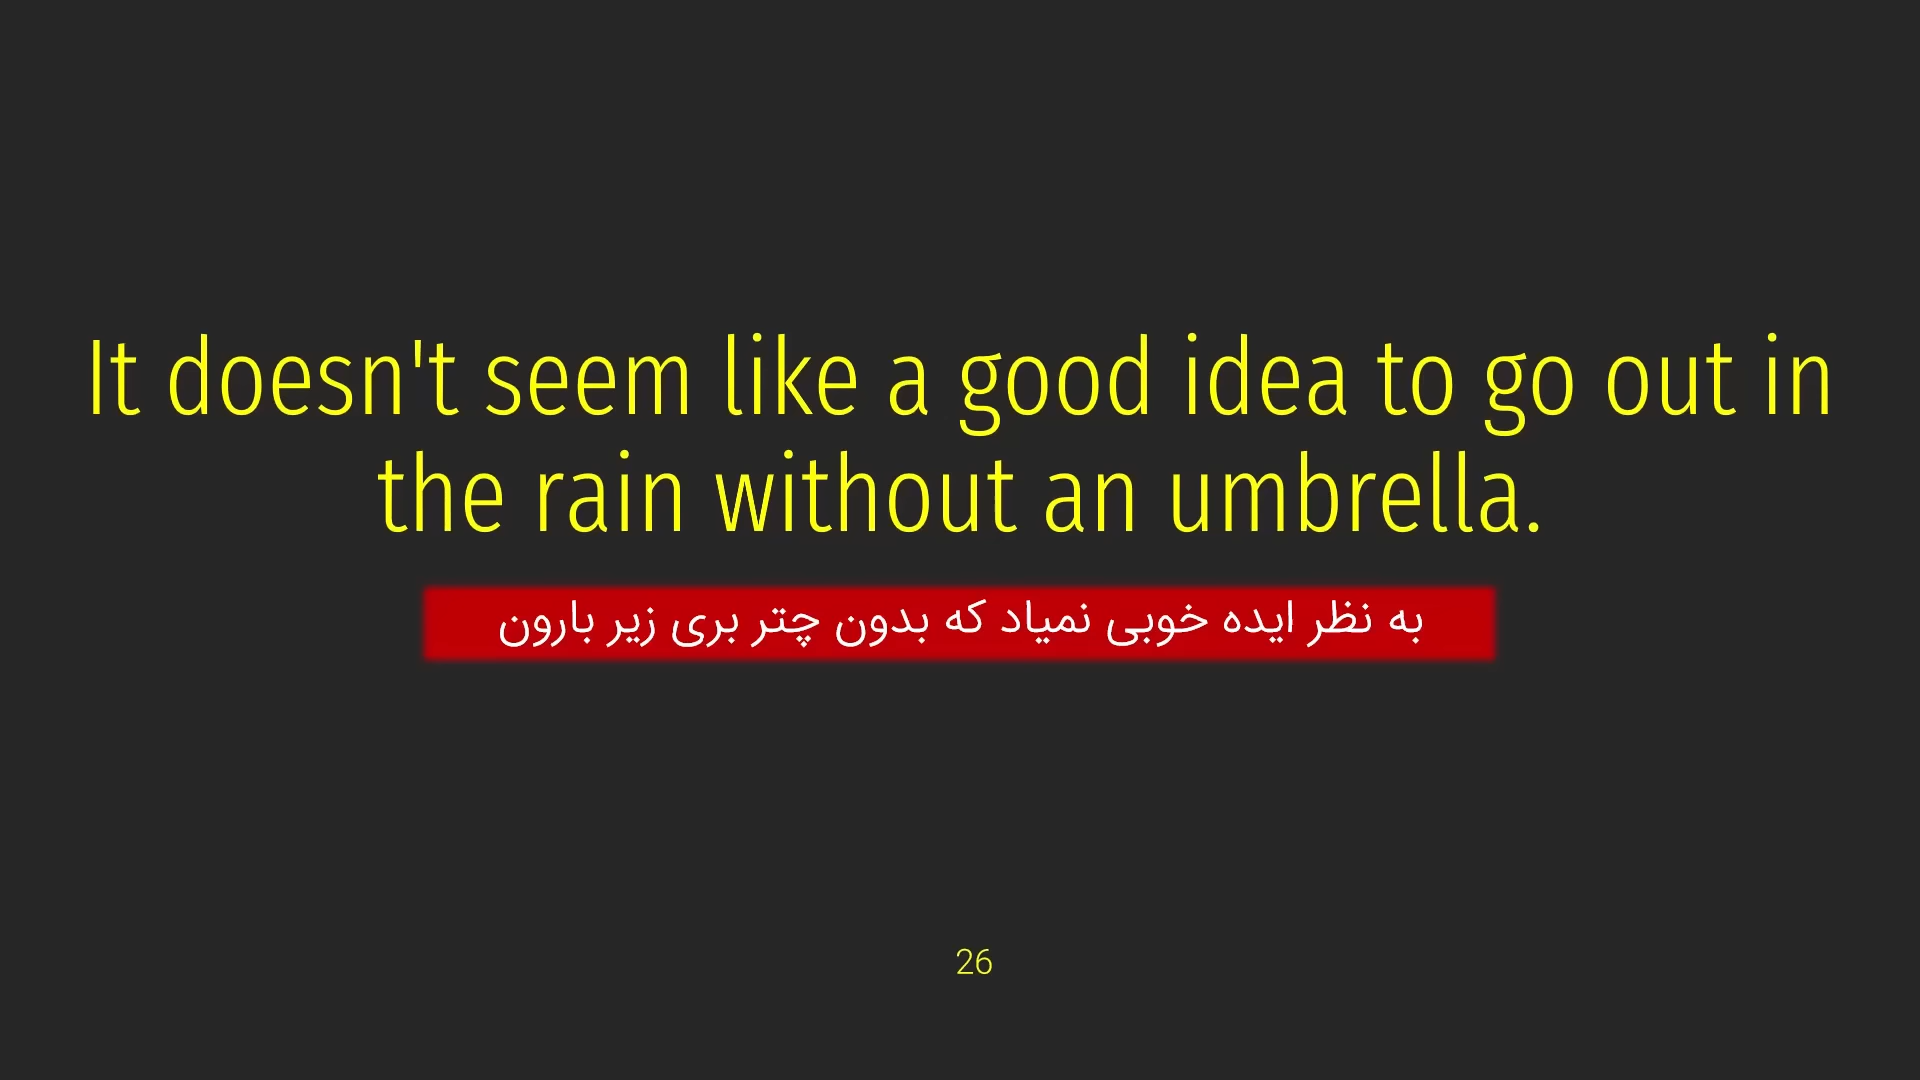 It doesn't seem like a good idea to go out in
the rain without an umbrella.
به نظر ایده خوبی نمیاد که بدون چتر بری زیر بارون
26